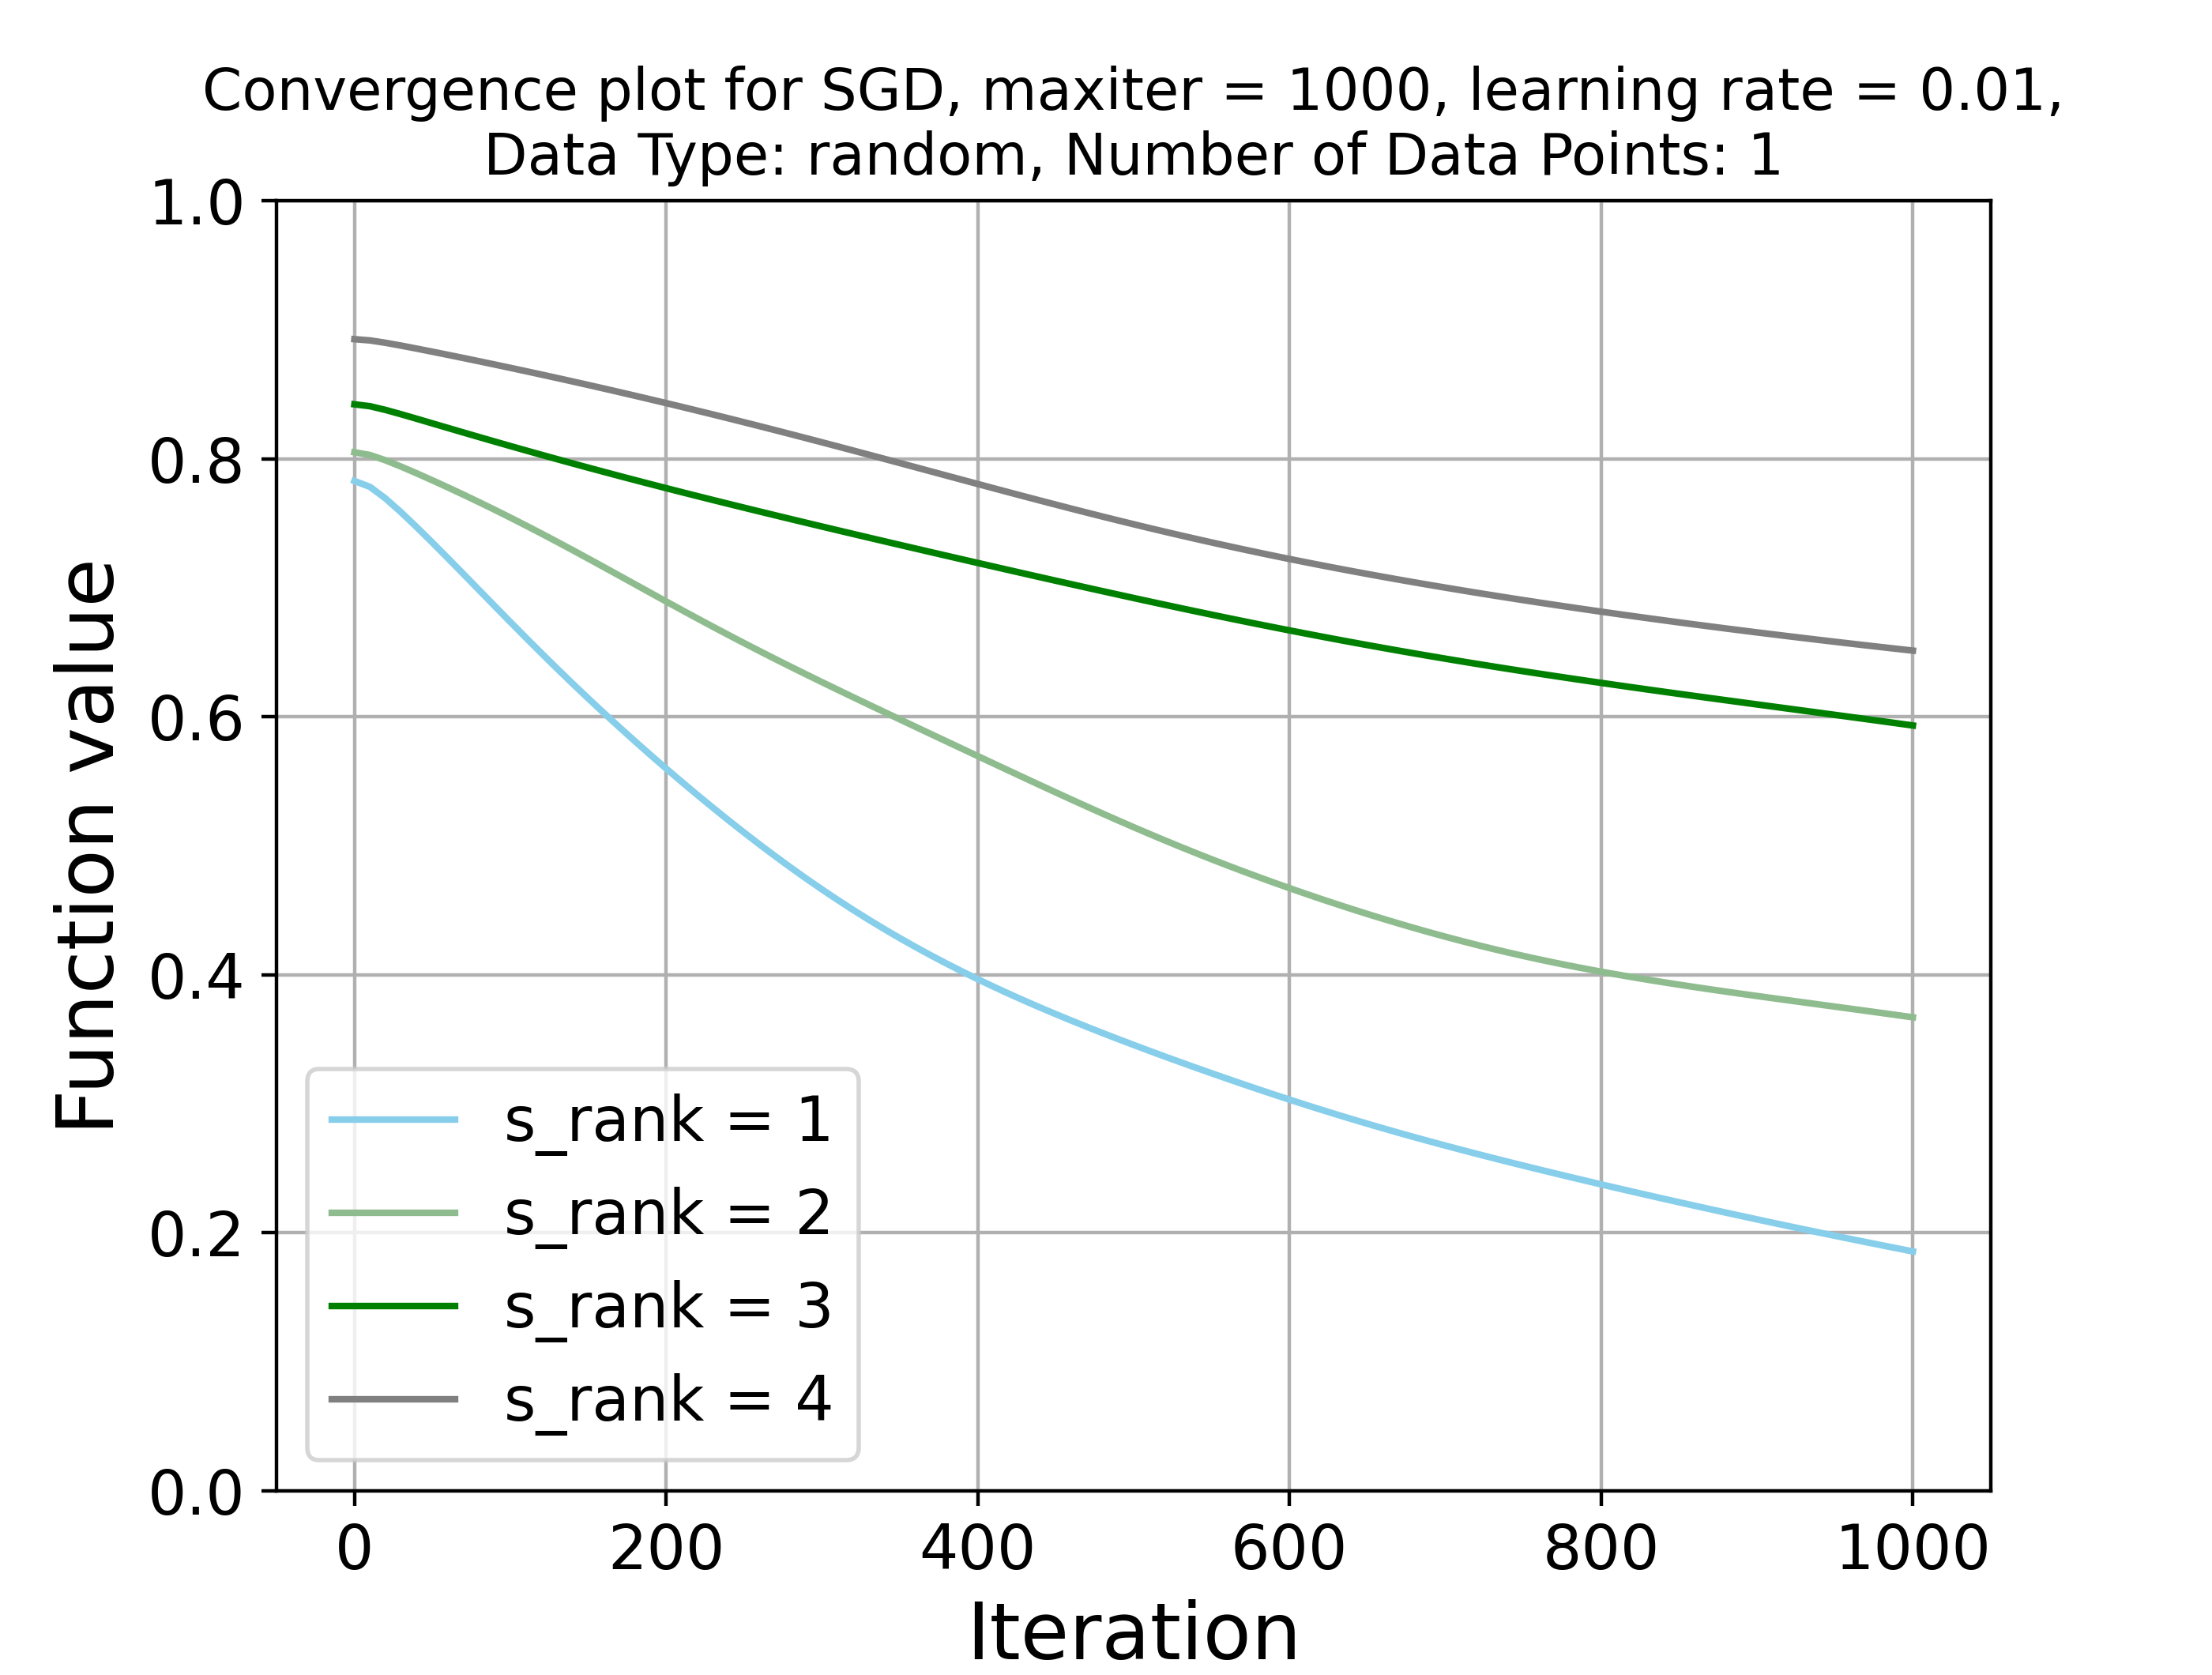 Convergence plot for SGD, maxiter = 1000, learning rate = 0.01,
Data Type: random, Number of Data Points: 1
1.0
0.8
0.6
0.4
0.2
0.0
Function value
s_rank = 1
s_rank = 2
s_rank = 3
s_rank = 4
0 200 400 600 800 1000
Iteration